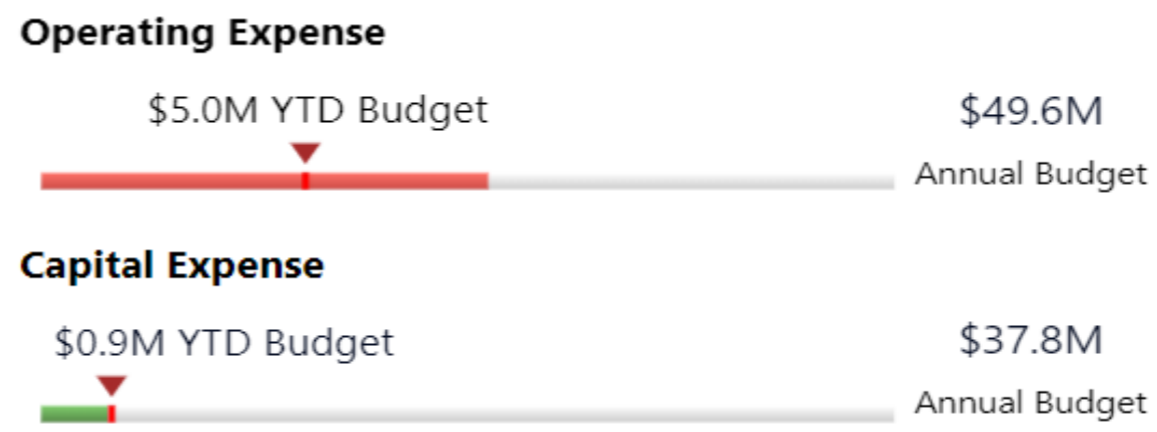 Operating Expense
$5.0M YTD Budget
$49.6M
Annual Budget
Capital Expense
$0.9M YTD Budget
$37.8M
Annual Budget